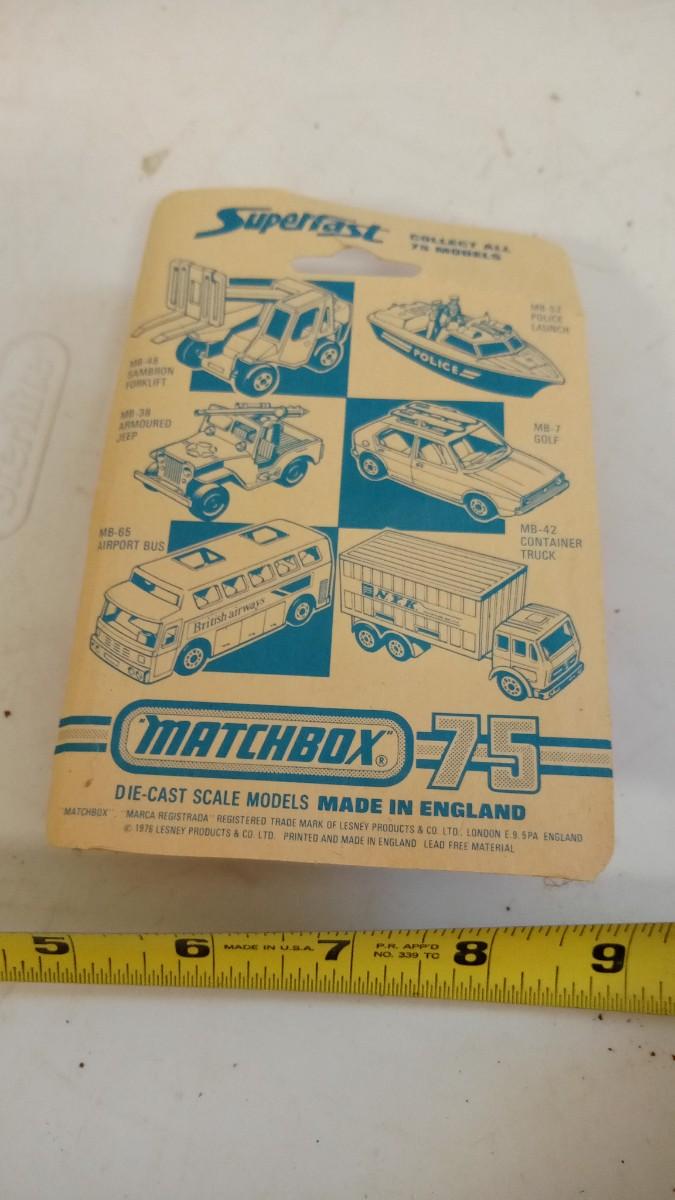 Superfast
COLLECT ALL
75 MODELS
MB-48
SAMBRON
FORKLIFT
MB-52
POLICE
LAUNCH
POLICE
MB-38
ARMOURED
JEEP
MB-7
GOLF
MB-65
AIRPORT BUS
British airways
MB-42
CONTAINER
TRUCK
NYK
"MATCHBOX"® 75
DIE-CAST SCALE MODELS MADE IN ENGLAND
"MATCHBOX". "MARCA REGISTRADA" REGISTERED TRADE MARK OF LESNEY PRODUCTS & CO. LTD. LONDON E.9. 5PA ENGLAND
© 1976 LESNEY PRODUCTS & CO. LTD. PRINTED AND MADE IN ENGLAND LEAD FREE MATERIAL
5 6 MADE IN U.S.A. 7 P.R. APP'D 8 9
NO. 339 TC